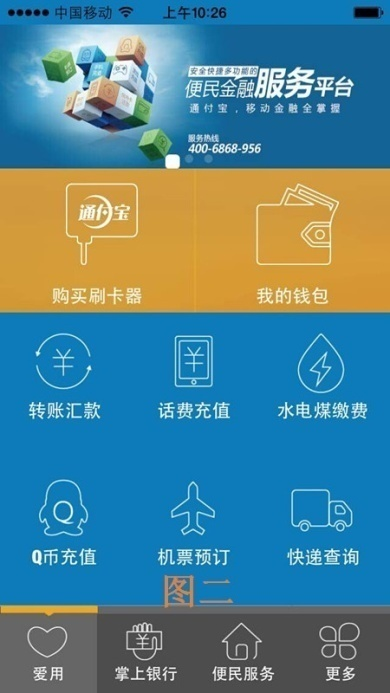 中国移动 上午10:26
安全快捷多功能的
便民金融服务平台
通付宝，移动金融全掌握
服务热线
400-6868-956
通付宝
购买刷卡器 我的钱包
¥ ¥
转账汇款 话费充值 水电煤缴费
Q
Q币充值 机票预订 快递查询
图二
¥
爱用 掌上银行 便民服务 更多